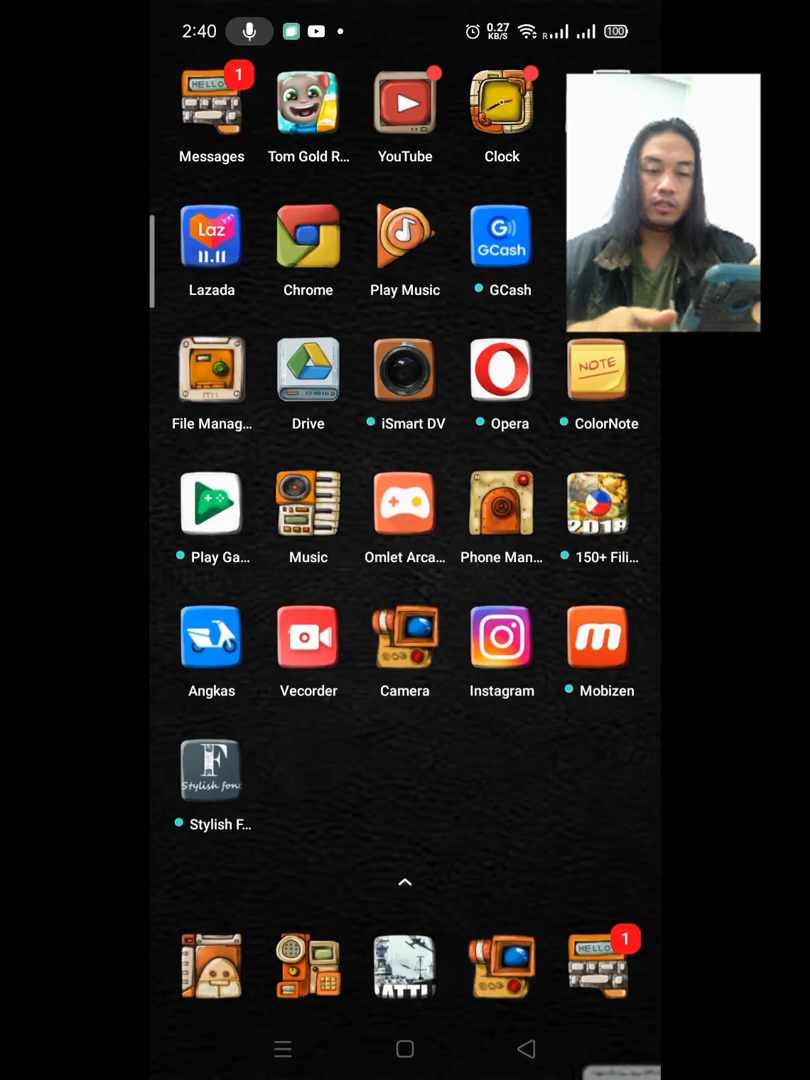 2:40
0.27
KB/S
R
100
HELLO
1
Messages
Tom Gold R...
YouTube
Clock
Laz
11.11
G))
GCash
Lazada
Chrome
Play Music
GCash
NOTE
File Manag...
Drive
iSmart DV
Opera
ColorNote
2018
Play Ga...
Music
Omlet Arca...
Phone Man...
150+ Fili...
m
Angkas
Vecorder
Camera
Instagram
Mobizen
F
Stylish font
Stylish F...
HELLO
1